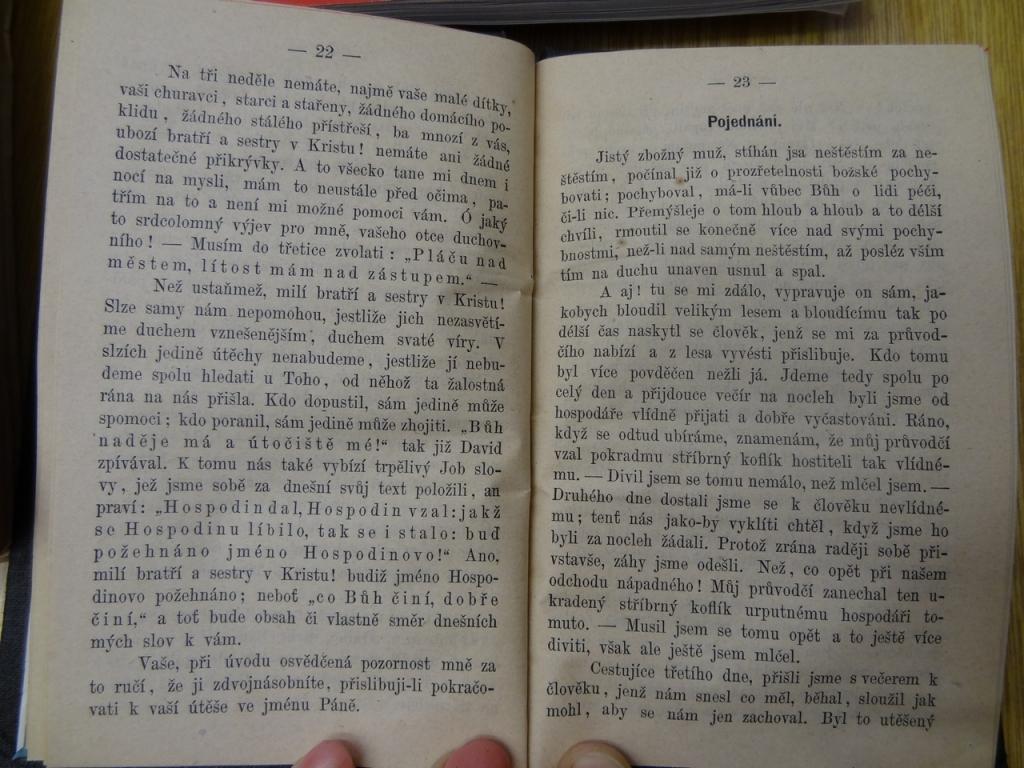 — 22 —
Na tři neděle nemáte, najmě vaše malé dítky,
vaši churavci, starci a stařeny, žádného domácího po-
klidu, žádného stálého přístřeší, ba mnozí z vás,
ubozí bratří a sestry v Kristu! nemáte ani žádné
dostatečné přikrývky. A to všecko tane mi dnem i
nocí na mysli, mám to neustále před očima, pa-
třím na to a není mi možné pomoci vám. Ó jaký
to srdcolomný výjev pro mně, vašeho otce duchov-
ního! — Musím do třetice zvolati: „Pláču nad
městem, lítost mám nad zástupem.“ —
Než ustaňmež, milí bratří a sestry v Kristu!
Slze samy nám nepomohou, jestliže jich nezasvětí-
me duchem vznešenějším, duchem svaté víry. V
slzích jedině útěchy nenabudeme, jestliže jí nebu-
deme spolu hledati u Toho, od něhož ta žalostná
rána na nás přišla. Kdo dopustil, sám jedině může
spomoci; kdo poranil, sám jedině může zhojiti. „Bůh
naděje má a útočiště mé!“ tak již David
zpívával. K tomu nás také vybízí trpělivý Job slo-
vy, jež jsme sobě za dnešní svůj text položili, an
praví: „Hospodin dal, Hospodin vzal: jakž
se Hospodinu líbilo, tak se i stalo: buď
požehnáno jméno Hospodinovo!“ Ano,
milí bratří a sestry v Kristu! budiž jméno Hospo-
dinovo požehnáno; neboť „co Bůh činí, dobře
činí,“ a toť bude obsah či vlastně směr dnešních
mých slov k vám.
Vaše, při úvodu osvědčená pozornost mně za
to ručí, že ji zdvojnásobníte, přislibuji-li pokračo-
vati k vaší útěše ve jménu Páně.
— 23 —
Pojednání.
Jistý zbožný muž, stíhán jsa neštěstím za ne-
štěstím, počínal již o prozřetelnosti božské pochy-
bovati; pochyboval, má-li vůbec Bůh o lidi péči,
či-li nic. Přemýšleje o tom hloub a hloub a to délší
chvíli, rmoutil se konečně více nad svými pochy-
bnostmi, než-li nad samým neštěstím, až posléz vším
tím na duchu unaven usnul a spal.
A aj! tu se mi zdálo, vypravuje on sám, ja-
kobych bloudil velikým lesem a bloudícímu tak po
délší čas naskytl se člověk, jenž se mi za průvod-
čího nabízí a z lesa vyvésti přislibuje. Kdo tomu
byl více povděčen nežli já. Jdeme tedy spolu po
celý den a přijdouce večír na nocleh byli jsme od
hospodáře vlídně přijati a dobře vyčastováni. Ráno,
když se odtud ubíráme, znamenám, že můj průvodčí
vzal pokradmu stříbrný koflík hostiteli tak vlídné-
mu. — Divil jsem se tomu nemálo, než mlčel jsem. —
Druhého dne dostali jsme se k člověku nevlídné-
mu; tenť nás jako-by vyklíti chtěl, když jsme ho
byli za nocleh žádali. Protož zrána raději sobě při-
vstavše, záhy jsme odešli. Než, co opět při našem
odchodu nápadného! Můj průvodčí zanechal ten u-
kradený stříbrný koflík urputnému hospodáři to-
muto. — Musil jsem se tomu opět a to ještě více
diviti, však ale ještě jsem mlčel.
Cestujíce třetího dne, přišli jsme s večerem k
člověku, jenž nám snesl co měl, běhal, sloužil jak
mohl, aby se nám jen zachoval. Byl to utěšený